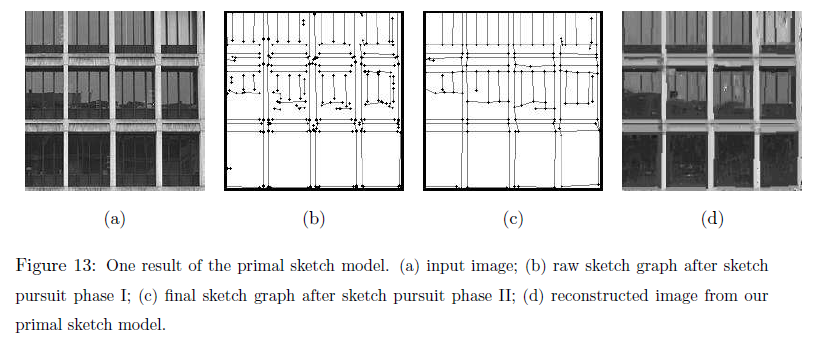 (a) (b) (c) (d)
Figure 13: One result of the primal sketch model. (a) input image; (b) raw sketch graph after sketch
pursuit phase I; (c) final sketch graph after sketch pursuit phase II; (d) reconstructed image from our
primal sketch model.